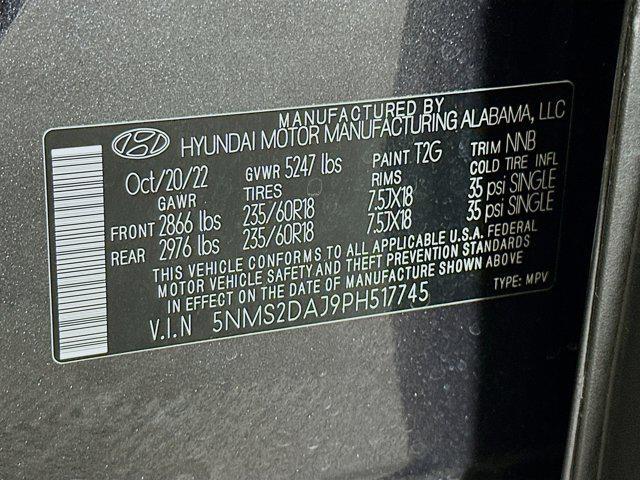 MANUFACTURED BY
HYUNDAI MOTOR MANUFACTURING ALABAMA, LLC
Oct/20/22 GVWR 5247 lbs PAINT T2G TRIM NNB
GAWR TIRES RIMS COLD TIRE INFL
FRONT 2866 lbs 235/60R18 7.5JX18 35 psi SINGLE
REAR 2976 lbs 235/60R18 7.5JX18 35 psi SINGLE
THIS VEHICLE CONFORMS TO ALL APPLICABLE U.S.A. FEDERAL
MOTOR VEHICLE SAFETY AND THEFT PREVENTION STANDARDS
IN EFFECT ON THE DATE OF MANUFACTURE SHOWN ABOVE
V.I.N 5NMS2DAJ9PH517745 TYPE: MPV